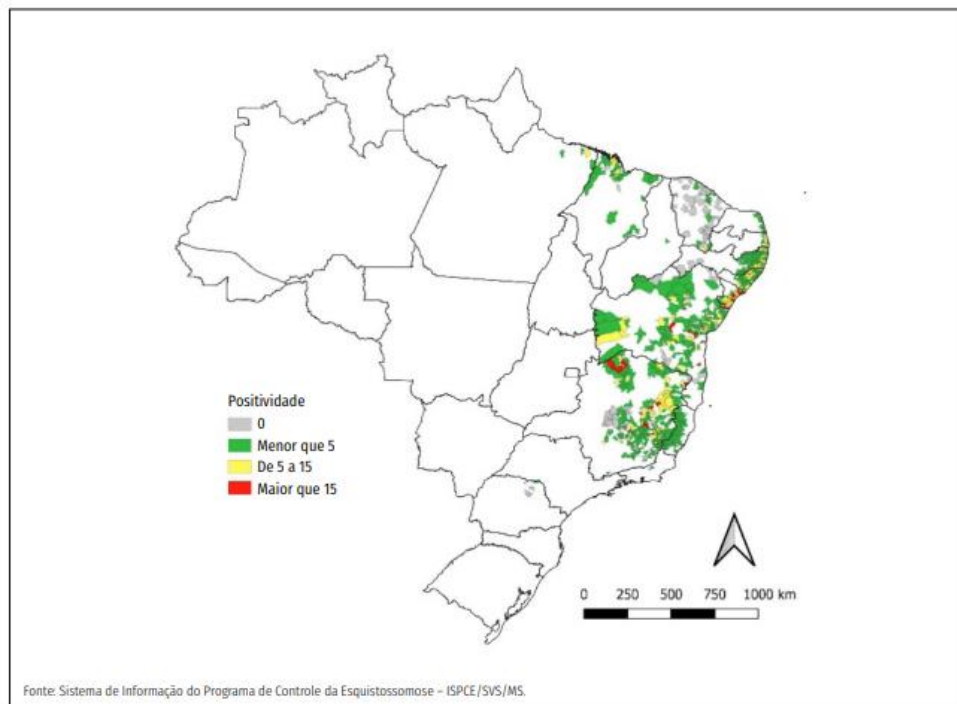 Positividade
0
Menor que 5
De 5 a 15
Maior que 15
0 250 500 750 1000 km
Fonte: Sistema de Informação do Programa de Controle da Esquistossomose – ISPCE/SVS/MS.